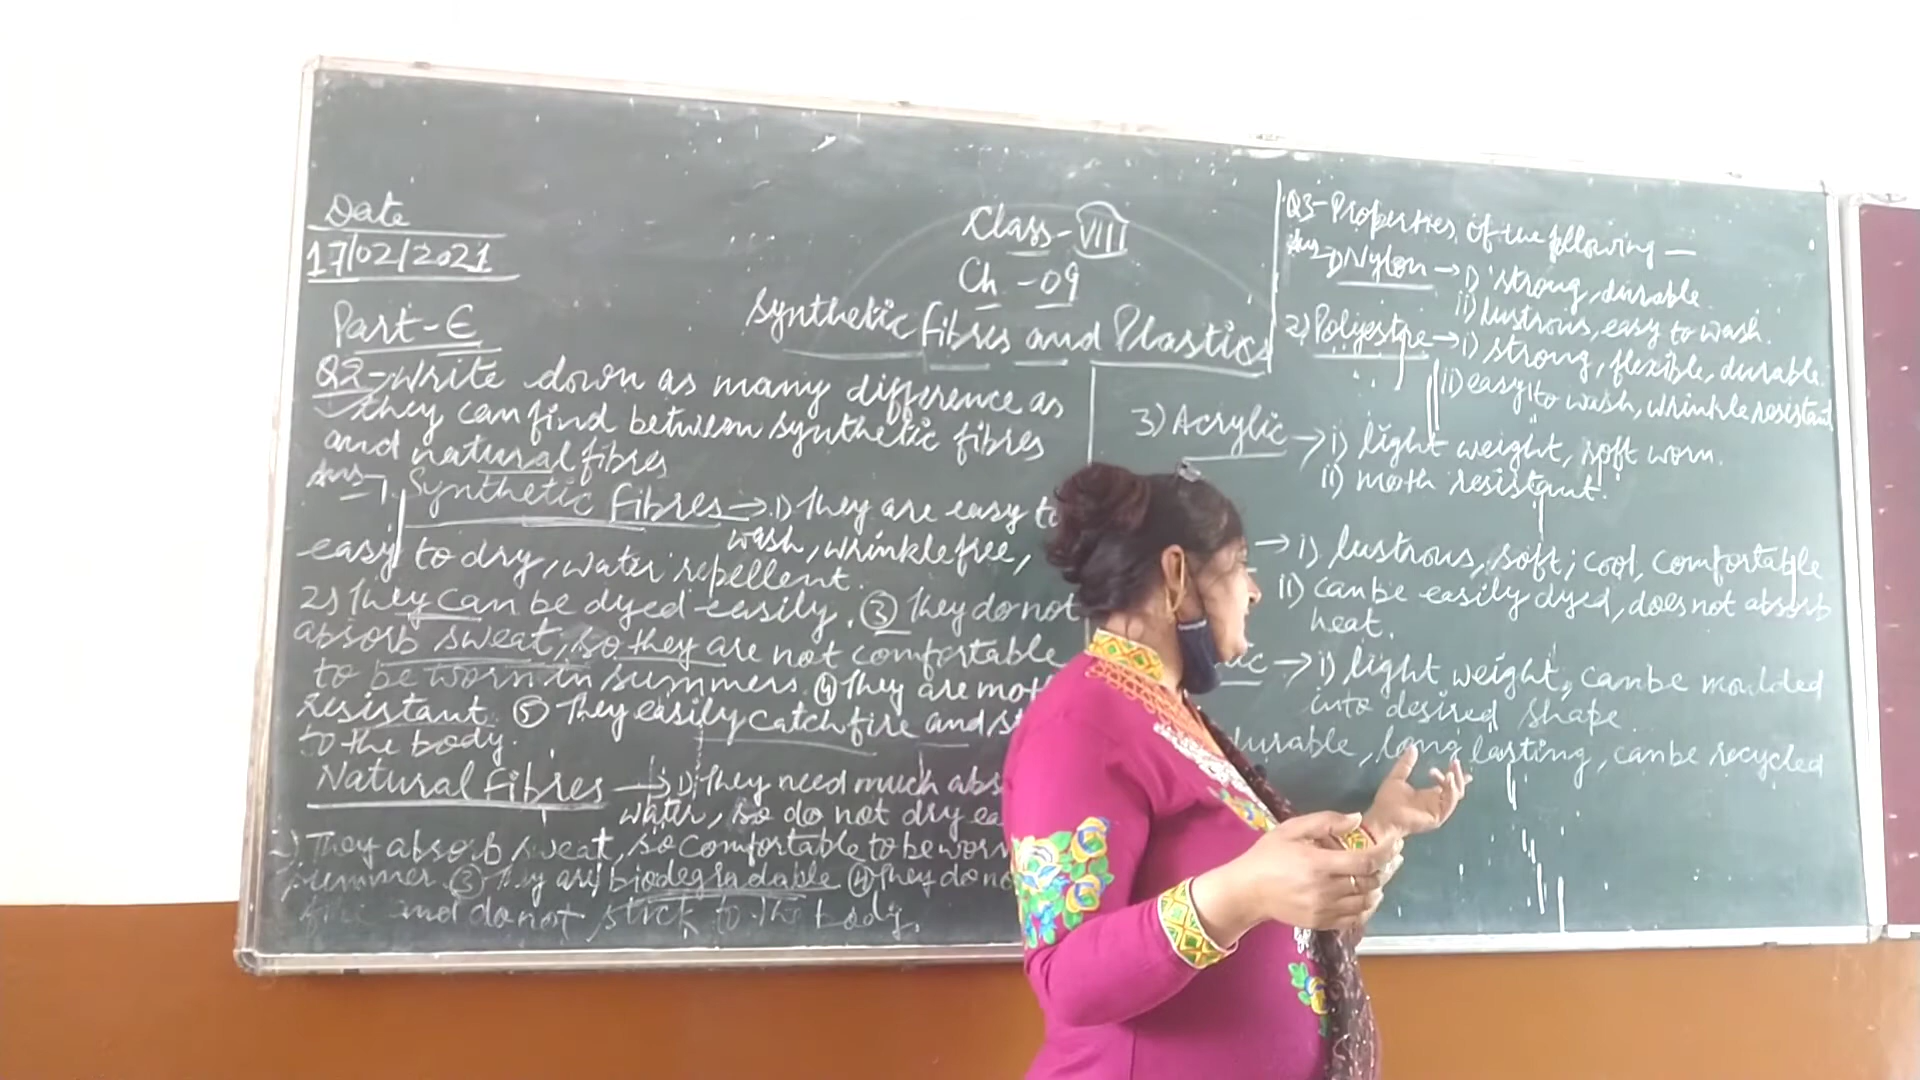 Date
17/02/2021
Class-VIII
Ch-09
Synthetic Fibres and Plastics
Part-E
Q2-Write down as many difference as
they can find between synthetic fibres
and natural fibres
Ans-
Synthetic Fibres → 1) They are easy to
wash, wrinkle free,
easy to dry, water repellent.
2) They can be dyed easily. ③ They do not
absorb sweat, so they are not comfortable
to be worn in summers. ④ They are
Resistant. ⑤ They easily catch fire and
to the body.
Natural Fibres → 1) They need much
water, so do not dry
2) They absorb sweat, so comfortable to be worn
summer. ③ They are biodegradable ④ They do
and do not stick to the body.
Q3-Properties of the following —
Ans-1) Nylon → i) strong, durable
ii) lustrous, easy to wash.
2) Polyestre → i) strong, flexible, durable.
ii) easy to wash, wrinkle resistant
3) Acrylic → i) light weight, soft worn.
ii) moth resistant.
→ i) lustrous, soft, cool, comfortable
ii) can be easily dyed, does not absorb
heat.
→ i) light weight, can be moulded
into desired shape
durable, long lasting, can be recycled